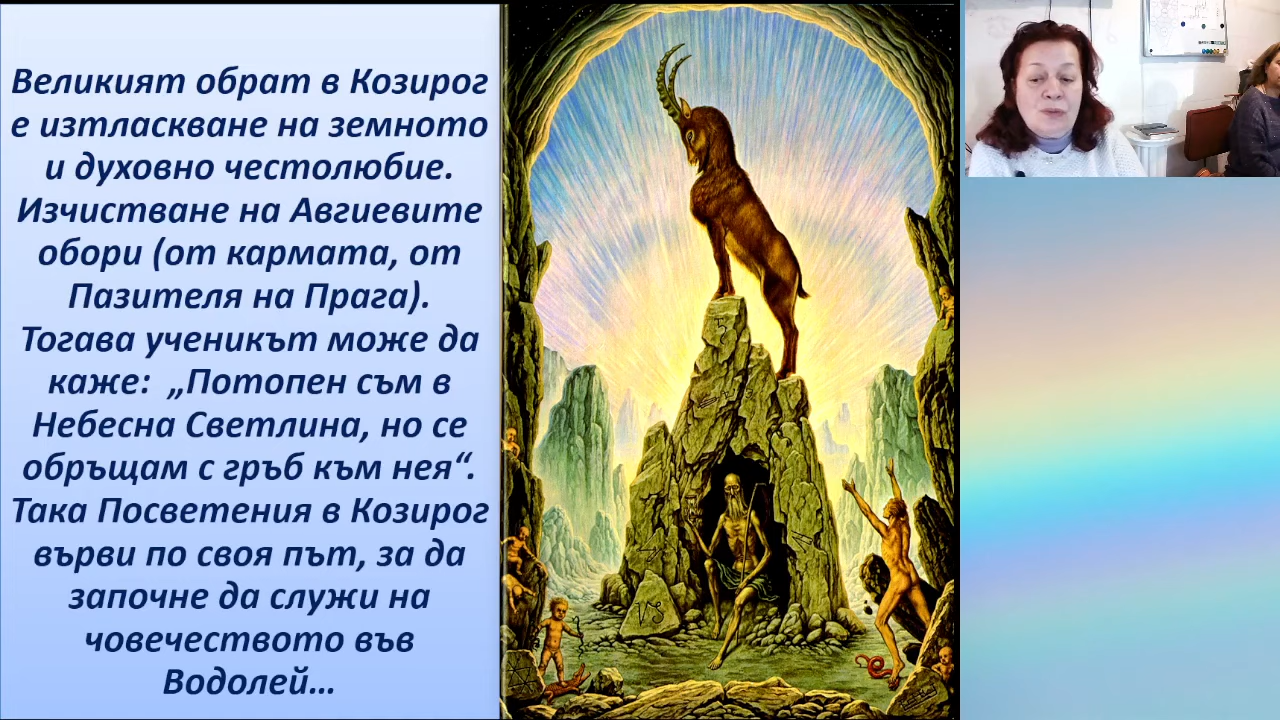 Великият обрат в Козирог
е изтласкване на земното
и духовно честолюбие.
Изчистване на Авгиевите
обори (от кармата, от
Пазителя на Прага).
Тогава ученикът може да
каже: „Потопен съм в
Небесна Светлина, но се
обръщам с гръб към нея“.
Така Посветения в Козирог
върви по своя път, за да
започне да служи на
човечеството във
Водолей...